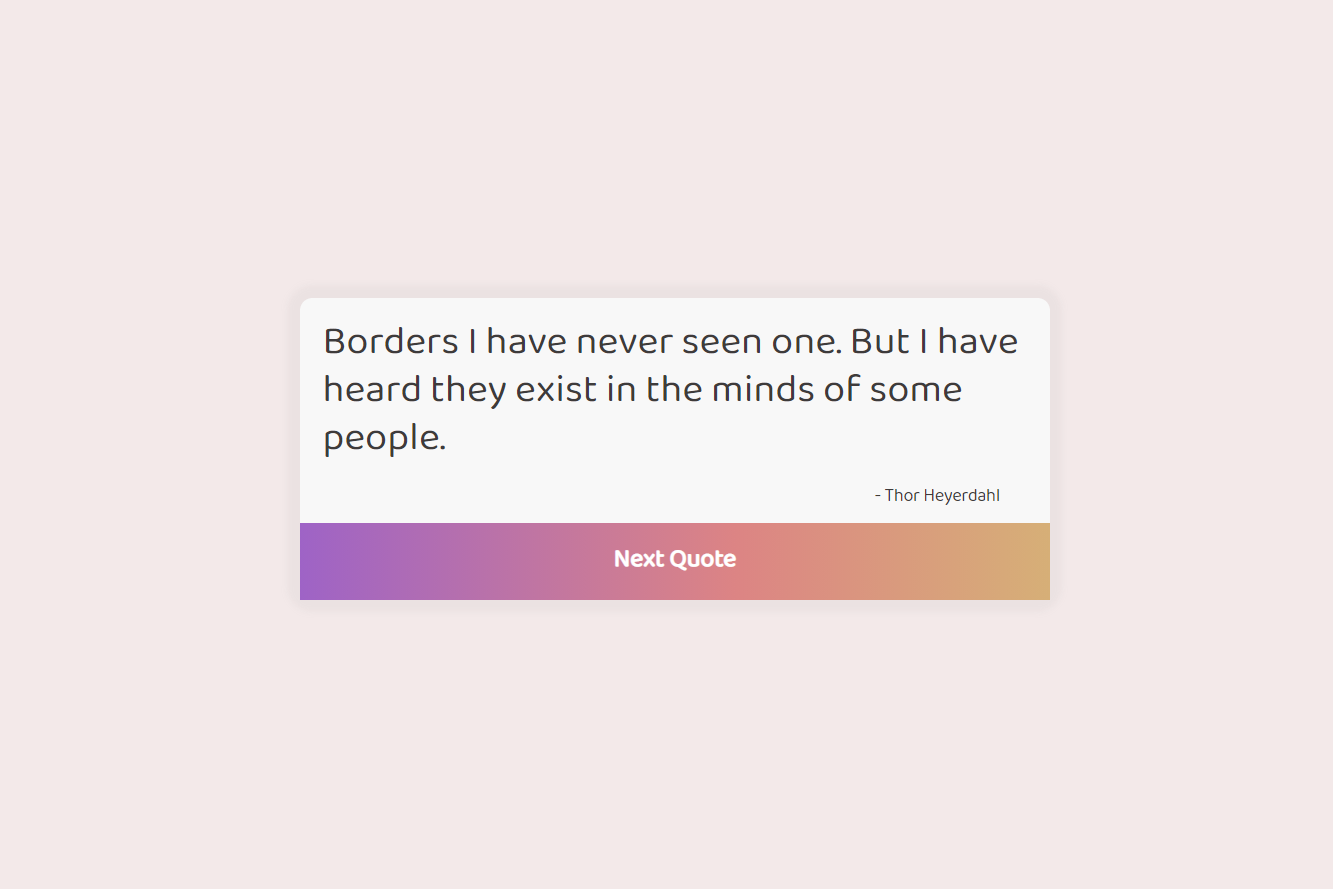 Borders I have never seen one. But I have
heard they exist in the minds of some
people.
- Thor Heyerdahl
Next Quote